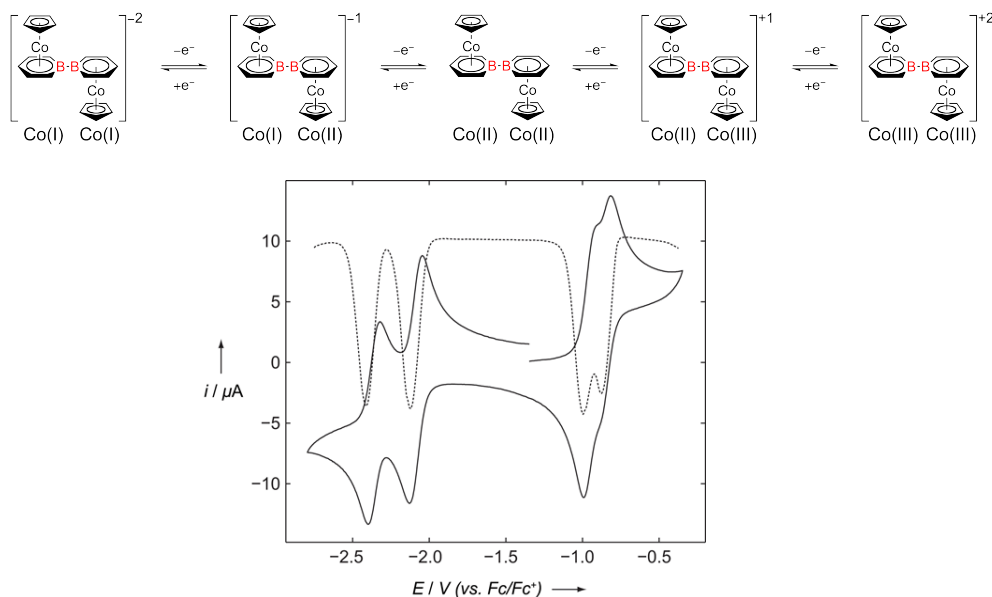 −2 −1 +1 +2
Co Co Co Co Co
−e⁻ −e⁻ −e⁻ −e⁻
B-B B-B B-B B-B B-B
+e⁻ +e⁻ +e⁻ +e⁻
Co Co Co Co Co
Co(I) Co(I) Co(I) Co(II) Co(II) Co(II) Co(II) Co(III) Co(III) Co(III)
10
5
0
i / µA
−5
−10
−2.5 −2.0 −1.0 −0.5
E / V (vs. Fc/Fc⁺)